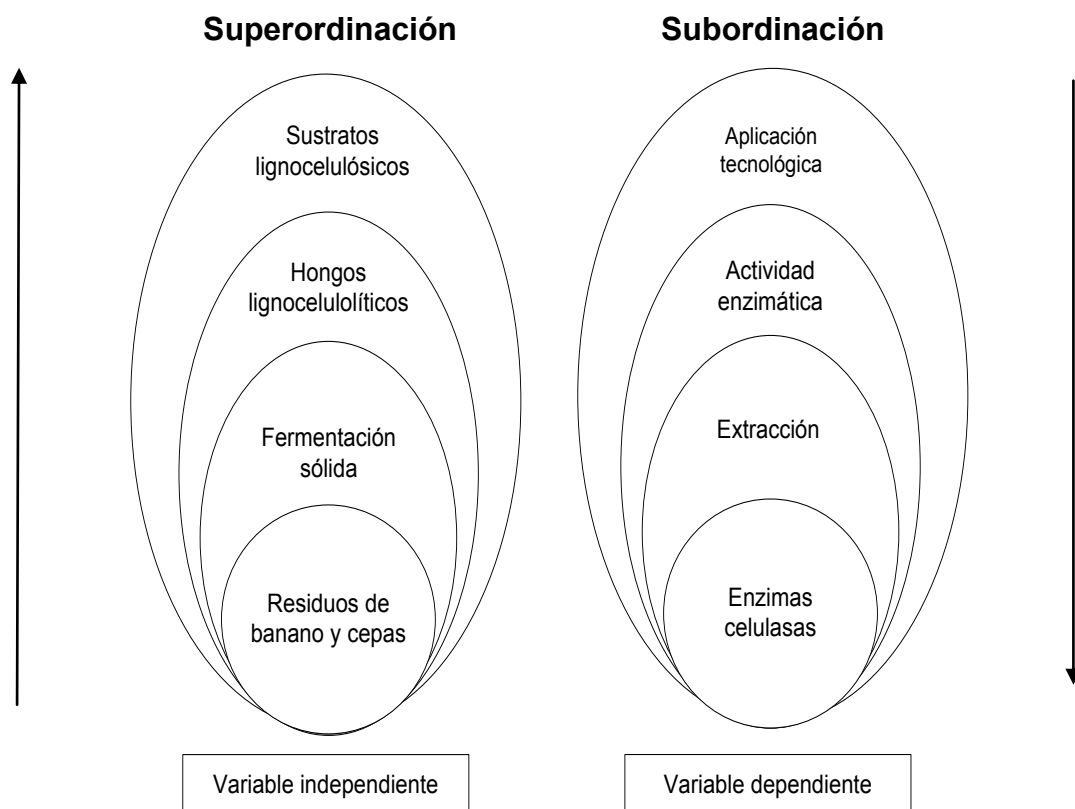 Superordinación
Sustratos
lignocelulósicos
Hongos
lignocelulolíticos
Fermentación
sólida
Residuos de
banano y cepas
Variable independiente
Subordinación
Aplicación
tecnológica
Actividad
enzimática
Extracción
Enzimas
celulasas
Variable dependiente